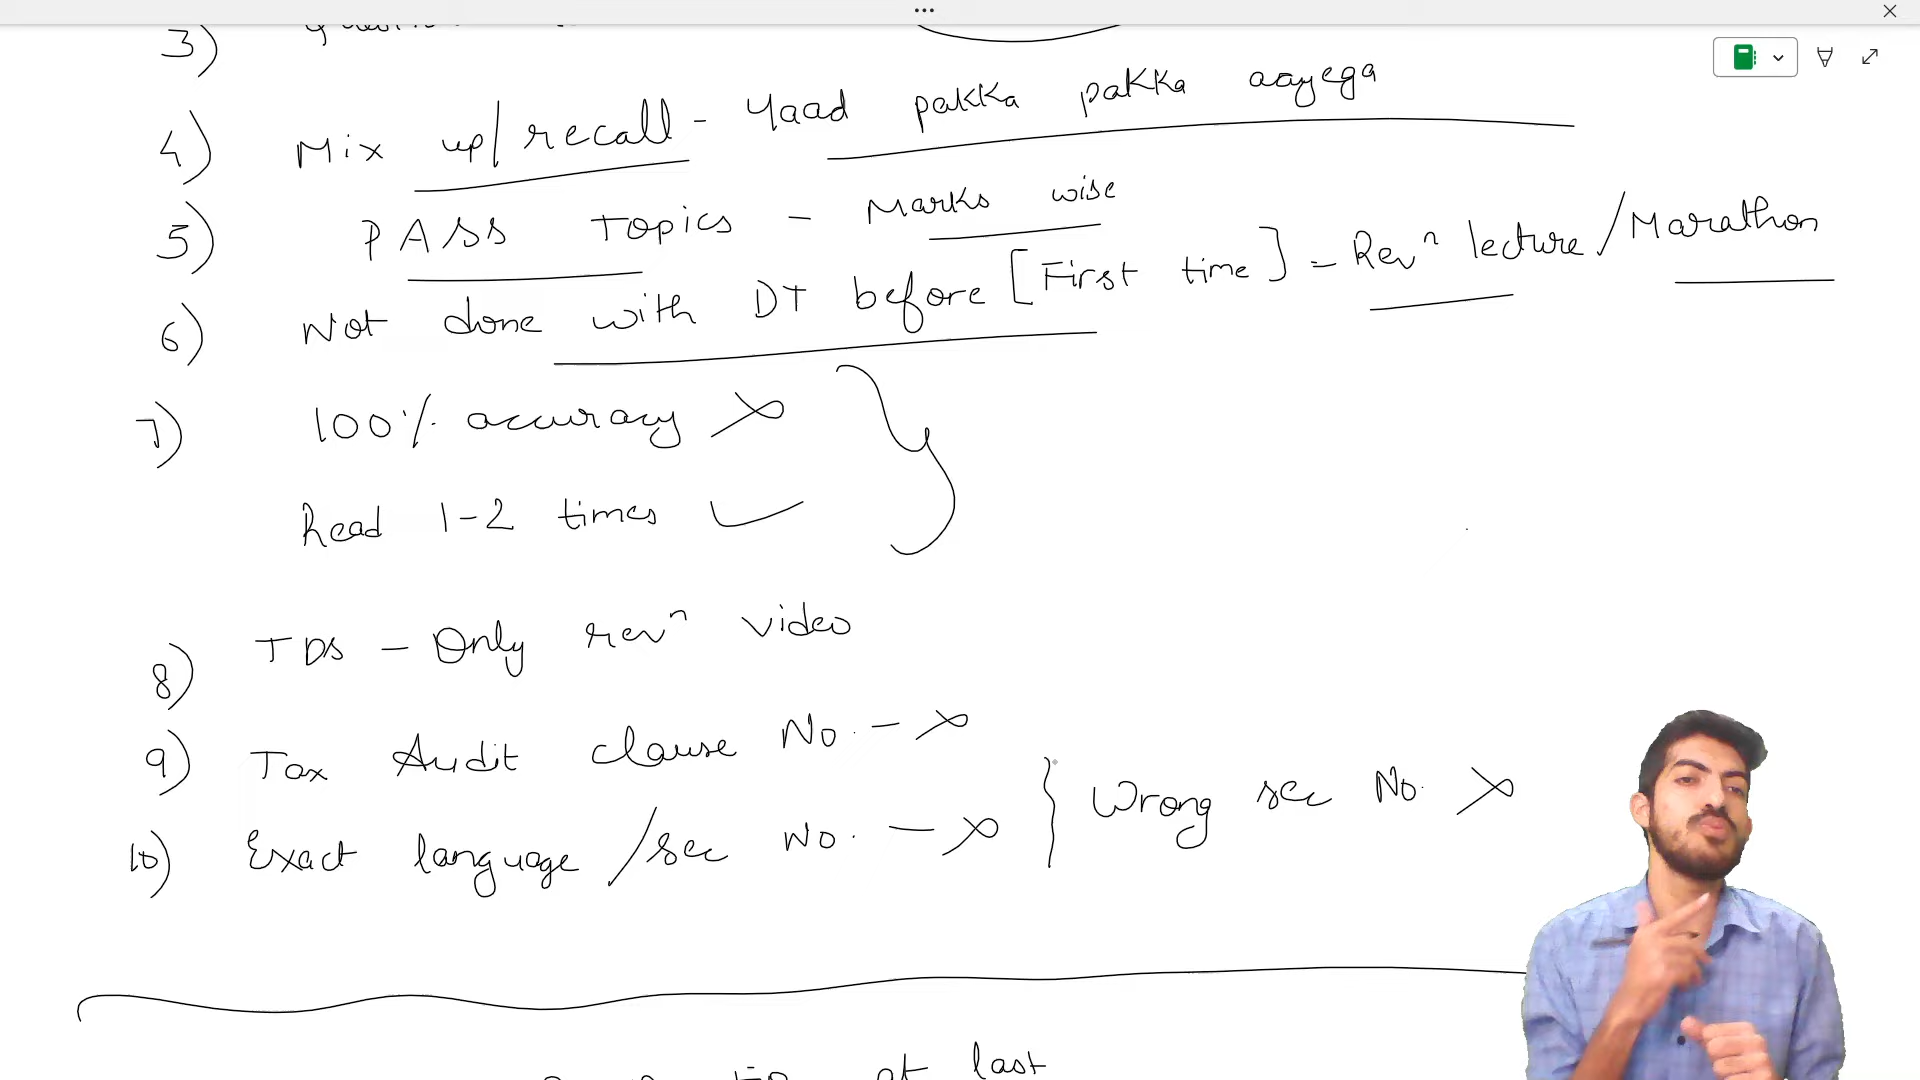 3)
4) Mix up/recall - Yaad pakka pakka aayega
5) PASS Topics - Marks wise
6) Not done with DT before [First time] = Revn lecture/Marathon
7) 100% accuracy ✗
Read 1-2 times ✓
8) TDS - Only revn video
9) Tax Audit clause No. - ✗
10) Exact language/sec No. - ✗ } Wrong sec No. ✗
at last